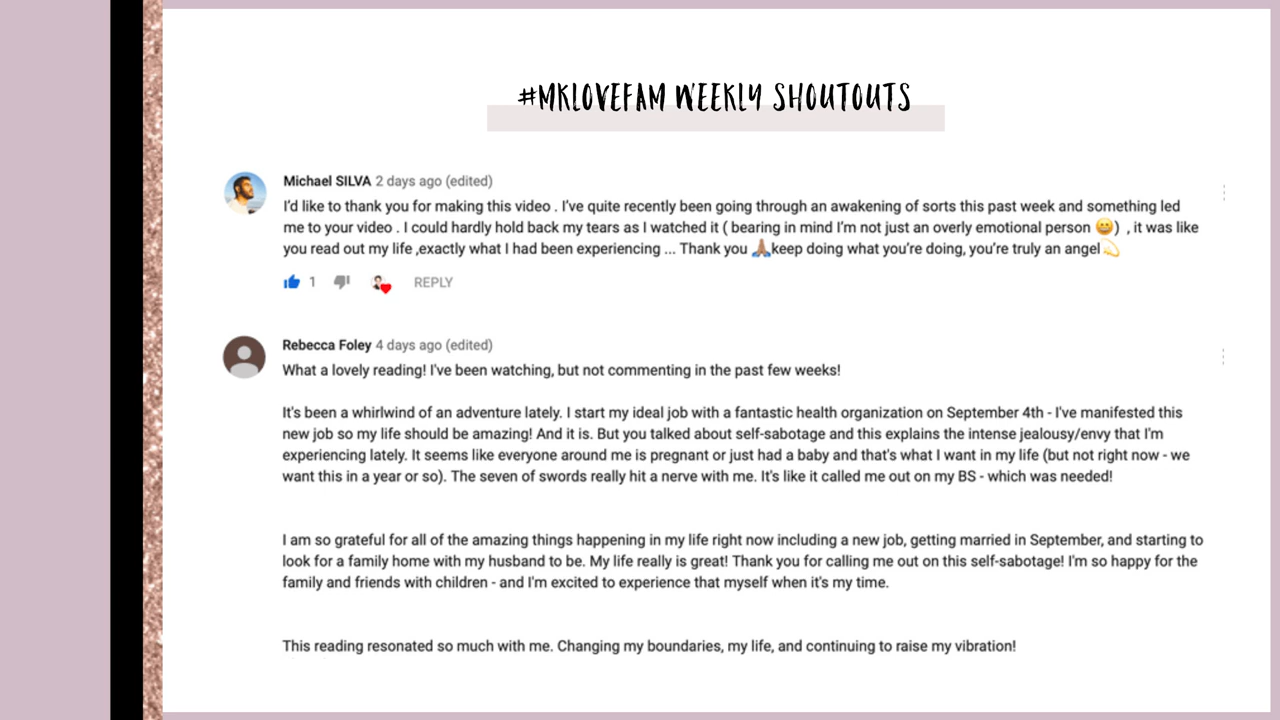 #MKLOVEFAM WEEKLY SHOUTOUTS
Michael SILVA 2 days ago (edited)
I'd like to thank you for making this video . I've quite recently been going through an awakening of sorts this past week and something led
me to your video . I could hardly hold back my tears as I watched it ( bearing in mind I'm not just an overly emotional person 😀) , it was like
you read out my life ,exactly what I had been experiencing ... Thank you 🙏🏽keep doing what you're doing, you're truly an angel💫
1 REPLY
Rebecca Foley 4 days ago (edited)
What a lovely reading! I've been watching, but not commenting in the past few weeks!
It's been a whirlwind of an adventure lately. I start my ideal job with a fantastic health organization on September 4th - I've manifested this
new job so my life should be amazing! And it is. But you talked about self-sabotage and this explains the intense jealousy/envy that I'm
experiencing lately. It seems like everyone around me is pregnant or just had a baby and that's what I want in my life (but not right now - we
want this in a year or so). The seven of swords really hit a nerve with me. It's like it called me out on my BS - which was needed!
I am so grateful for all of the amazing things happening in my life right now including a new job, getting married in September, and starting to
look for a family home with my husband to be. My life really is great! Thank you for calling me out on this self-sabotage! I'm so happy for the
family and friends with children - and I'm excited to experience that myself when it's my time.
This reading resonated so much with me. Changing my boundaries, my life, and continuing to raise my vibration!